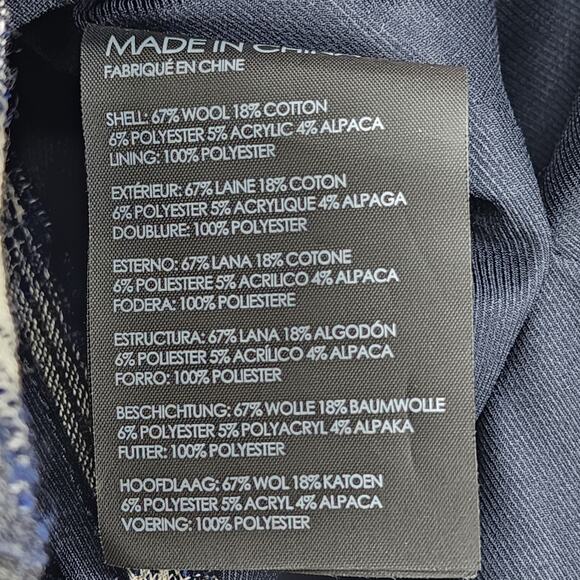 MADE IN CHINA
FABRIQUÉ EN CHINE
SHELL: 67% WOOL 18% COTTON
6% POLYESTER 5% ACRYLIC 4% ALPACA
LINING: 100% POLYESTER
EXTÉRIEUR: 67% LAINE 18% COTON
6% POLYESTER 5% ACRYLIQUE 4% ALPAGA
DOUBLURE: 100% POLYESTER
ESTERNO: 67% LANA 18% COTONE
6% POLIESTERE 5% ACRILICO 4% ALPACA
FODERA: 100% POLIESTERE
ESTRUCTURA: 67% LANA 18% ALGODÓN
6% POLIESTER 5% ACRÍLICO 4% ALPACA
FORRO: 100% POLIESTER
BESCHICHTUNG: 67% WOLLE 18% BAUMWOLLE
6% POLYESTER 5% POLYACRYL 4% ALPAKA
FUTTER: 100% POLYESTER
HOOFDLAAG: 67% WOL 18% KATOEN
6% POLYESTER 5% ACRYL 4% ALPACA
VOERING: 100% POLYESTER